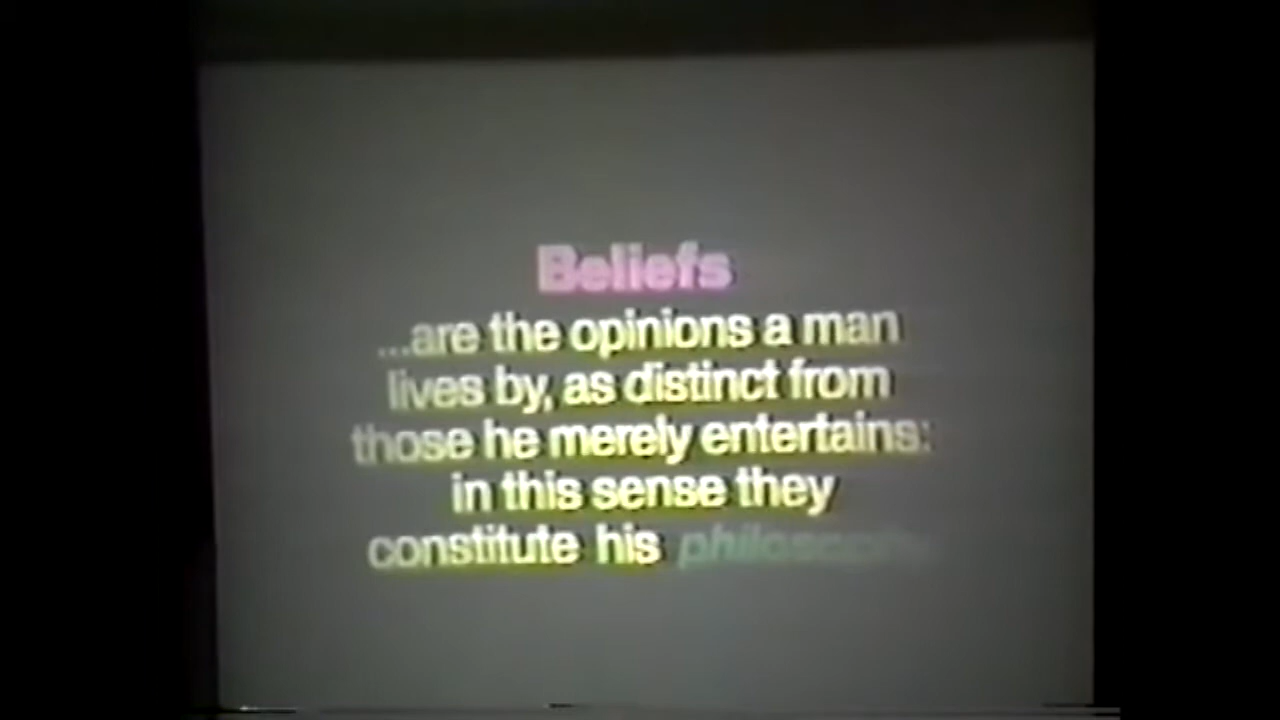 Beliefs
...are the opinions a man
lives by, as distinct from
those he merely entertains:
in this sense they
constitute his philosophy.